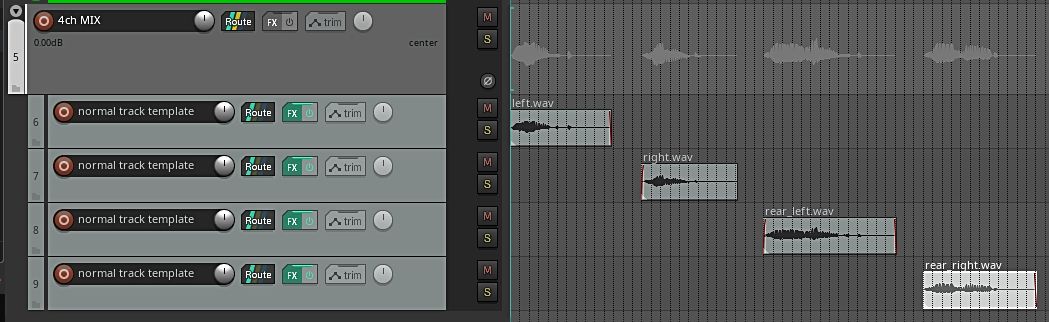 4ch MIX Route FX trim M
0.00dB center S
5
left.wav
6 normal track template Route FX trim M
S
right.wav
7 normal track template Route FX trim M
S
rear_left.wav
8 normal track template Route FX trim M
S
rear_right.wav
9 normal track template Route FX trim M
S